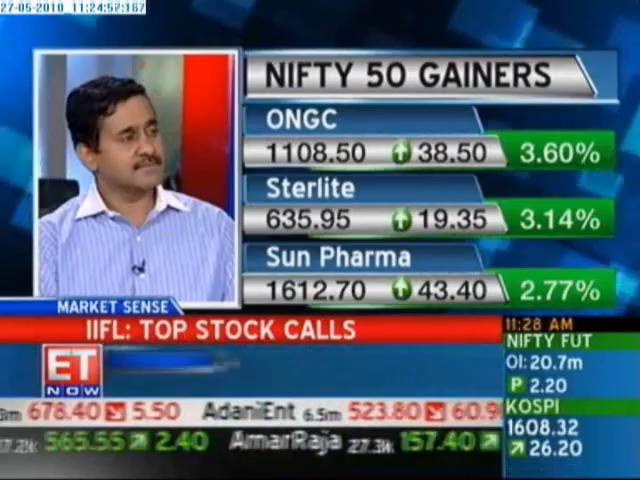 27-05-2010 11:24:52:167
NIFTY 50 GAINERS
ONGC
1108.50 38.50 3.60%
Sterlite
635.95 19.35 3.14%
Sun Pharma
1612.70 43.40 2.77%
MARKET SENSE
IIFL: TOP STOCK CALLS
11:28 AM
NIFTY FUT
OI: 20.7m
P 2.20
KOSPI
1608.32
26.20
ET
NOW
678.40 5.50 AdaniEnt 6.5m 523.80 60.9
565.55 2.40 AmarRaja 27.3k 157.40